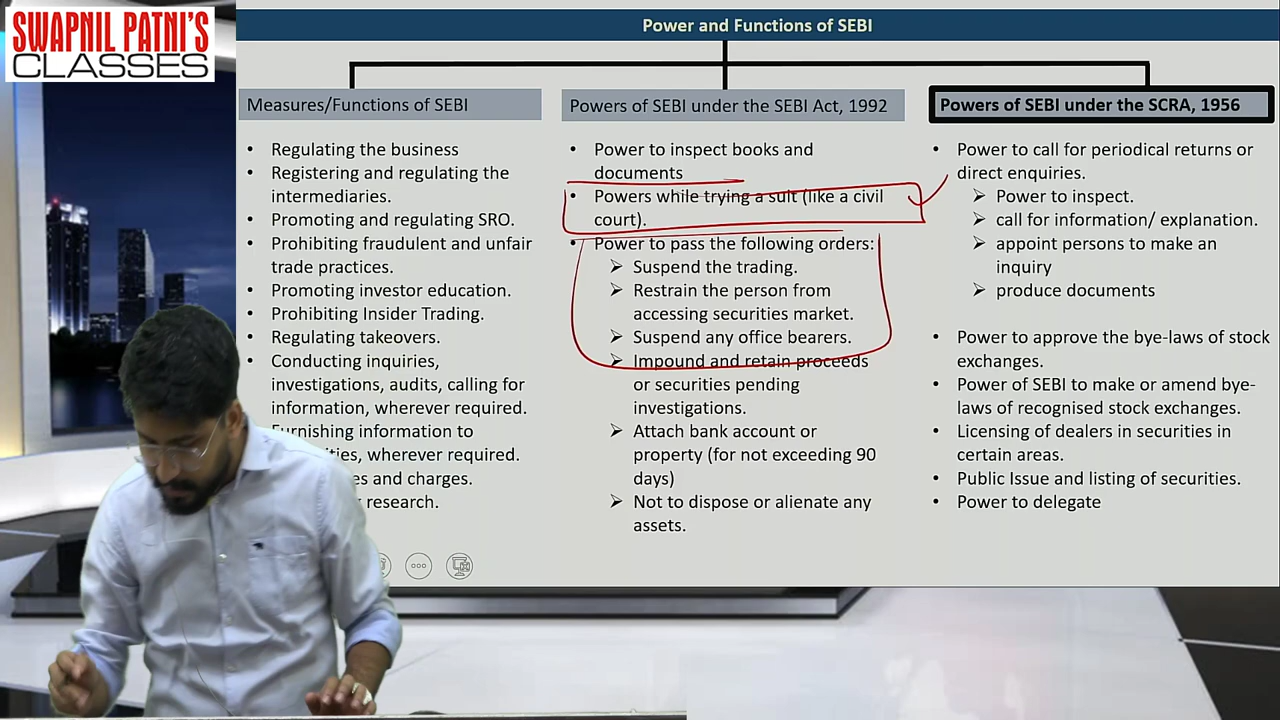 SWAPNIL PATNI'S
CLASSES
Power and Functions of SEBI
Measures/Functions of SEBI
• Regulating the business
• Registering and regulating the
intermediaries.
• Promoting and regulating SRO.
• Prohibiting fraudulent and unfair
trade practices.
• Promoting investor education.
• Prohibiting Insider Trading.
• Regulating takeovers.
• Conducting inquiries,
investigations, audits, calling for
information, wherever required.
Furnishing information to
wherever required.
and charges.
research.
Powers of SEBI under the SEBI Act, 1992
• Power to inspect books and
documents
• Powers while trying a suit (like a civil
court).
• Power to pass the following orders:
➢ Suspend the trading.
➢ Restrain the person from
accessing securities market.
➢ Suspend any office bearers.
➢ Impound and retain proceeds
or securities pending
investigations.
➢ Attach bank account or
property (for not exceeding 90
days)
➢ Not to dispose or alienate any
assets.
Powers of SEBI under the SCRA, 1956
• Power to call for periodical returns or
direct enquiries.
➢ Power to inspect.
➢ call for information/ explanation.
➢ appoint persons to make an
inquiry
➢ produce documents
• Power to approve the bye-laws of stock
exchanges.
• Power of SEBI to make or amend bye-
laws of recognised stock exchanges.
• Licensing of dealers in securities in
certain areas.
• Public Issue and listing of securities.
• Power to delegate